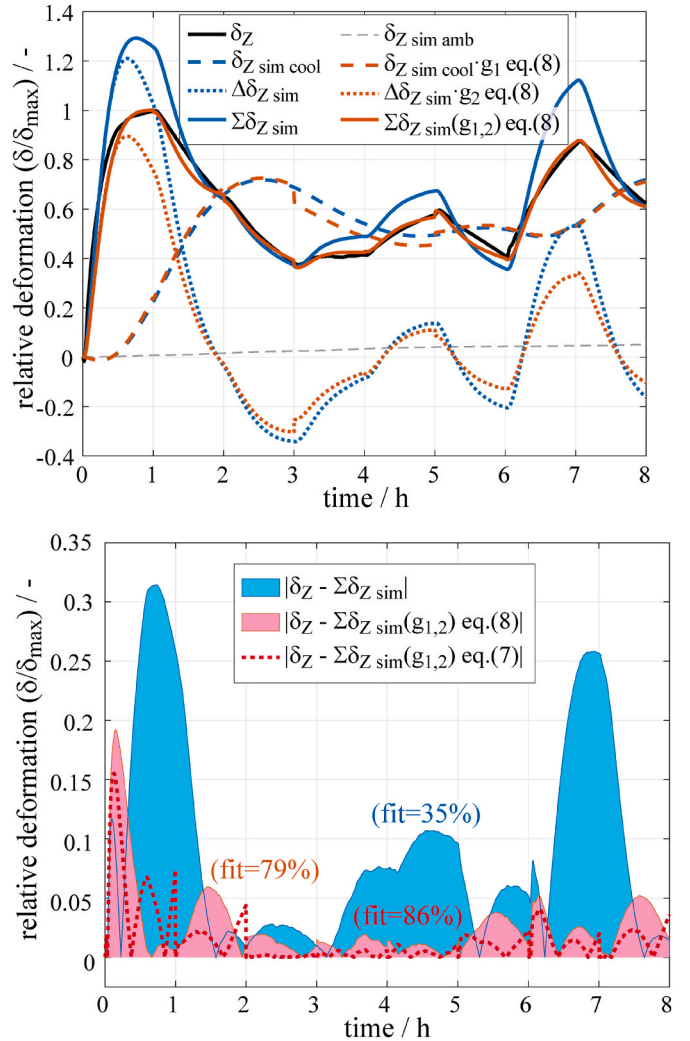 1.4
1.2
1
0.8
0.6
0.4
0.2
0
-0.2
-0.4
relative deformation (δ/δmax) / -
δZ
δZ sim cool
ΔδZ sim
ΣδZ sim
δZ sim amb
δZ sim cool·g1 eq.(8)
ΔδZ sim·g2 eq.(8)
ΣδZ sim(g1,2) eq.(8)
0 1 2 3 4 5 6 7 8
time / h
0.35
0.3
0.25
0.2
0.15
0.1
0.05
0
relative deformation (δ/δmax) / -
|δZ - ΣδZ sim|
|δZ - ΣδZ sim(g1,2) eq.(8)|
|δZ - ΣδZ sim(g1,2) eq.(7)|
(fit=35%)
(fit=79%)
(fit=86%)
0 1 2 3 4 5 6 7 8
time / h